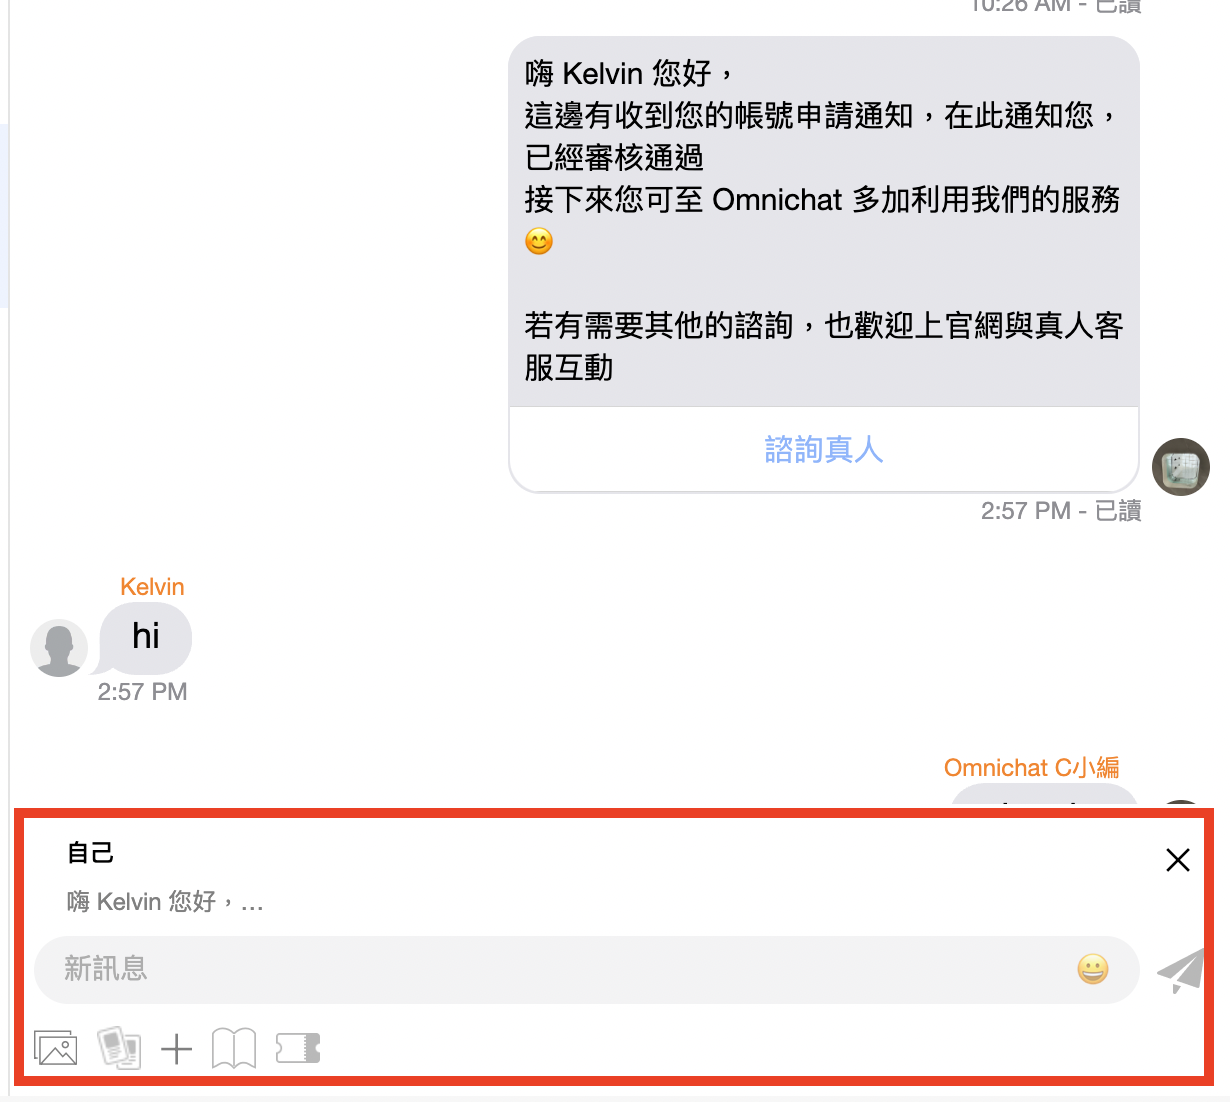 10:26 AM - 已讀
嗨 Kelvin 您好，
這邊有收到您的帳號申請通知，在此通知您，
已經審核通過
接下來您可至 Omnichat 多加利用我們的服務
😊
若有需要其他的諮詢，也歡迎上官網與真人客
服互動
諮詢真人
2:57 PM - 已讀
Kelvin
hi
2:57 PM
Omnichat C小編
自己
嗨 Kelvin 您好，...
新訊息